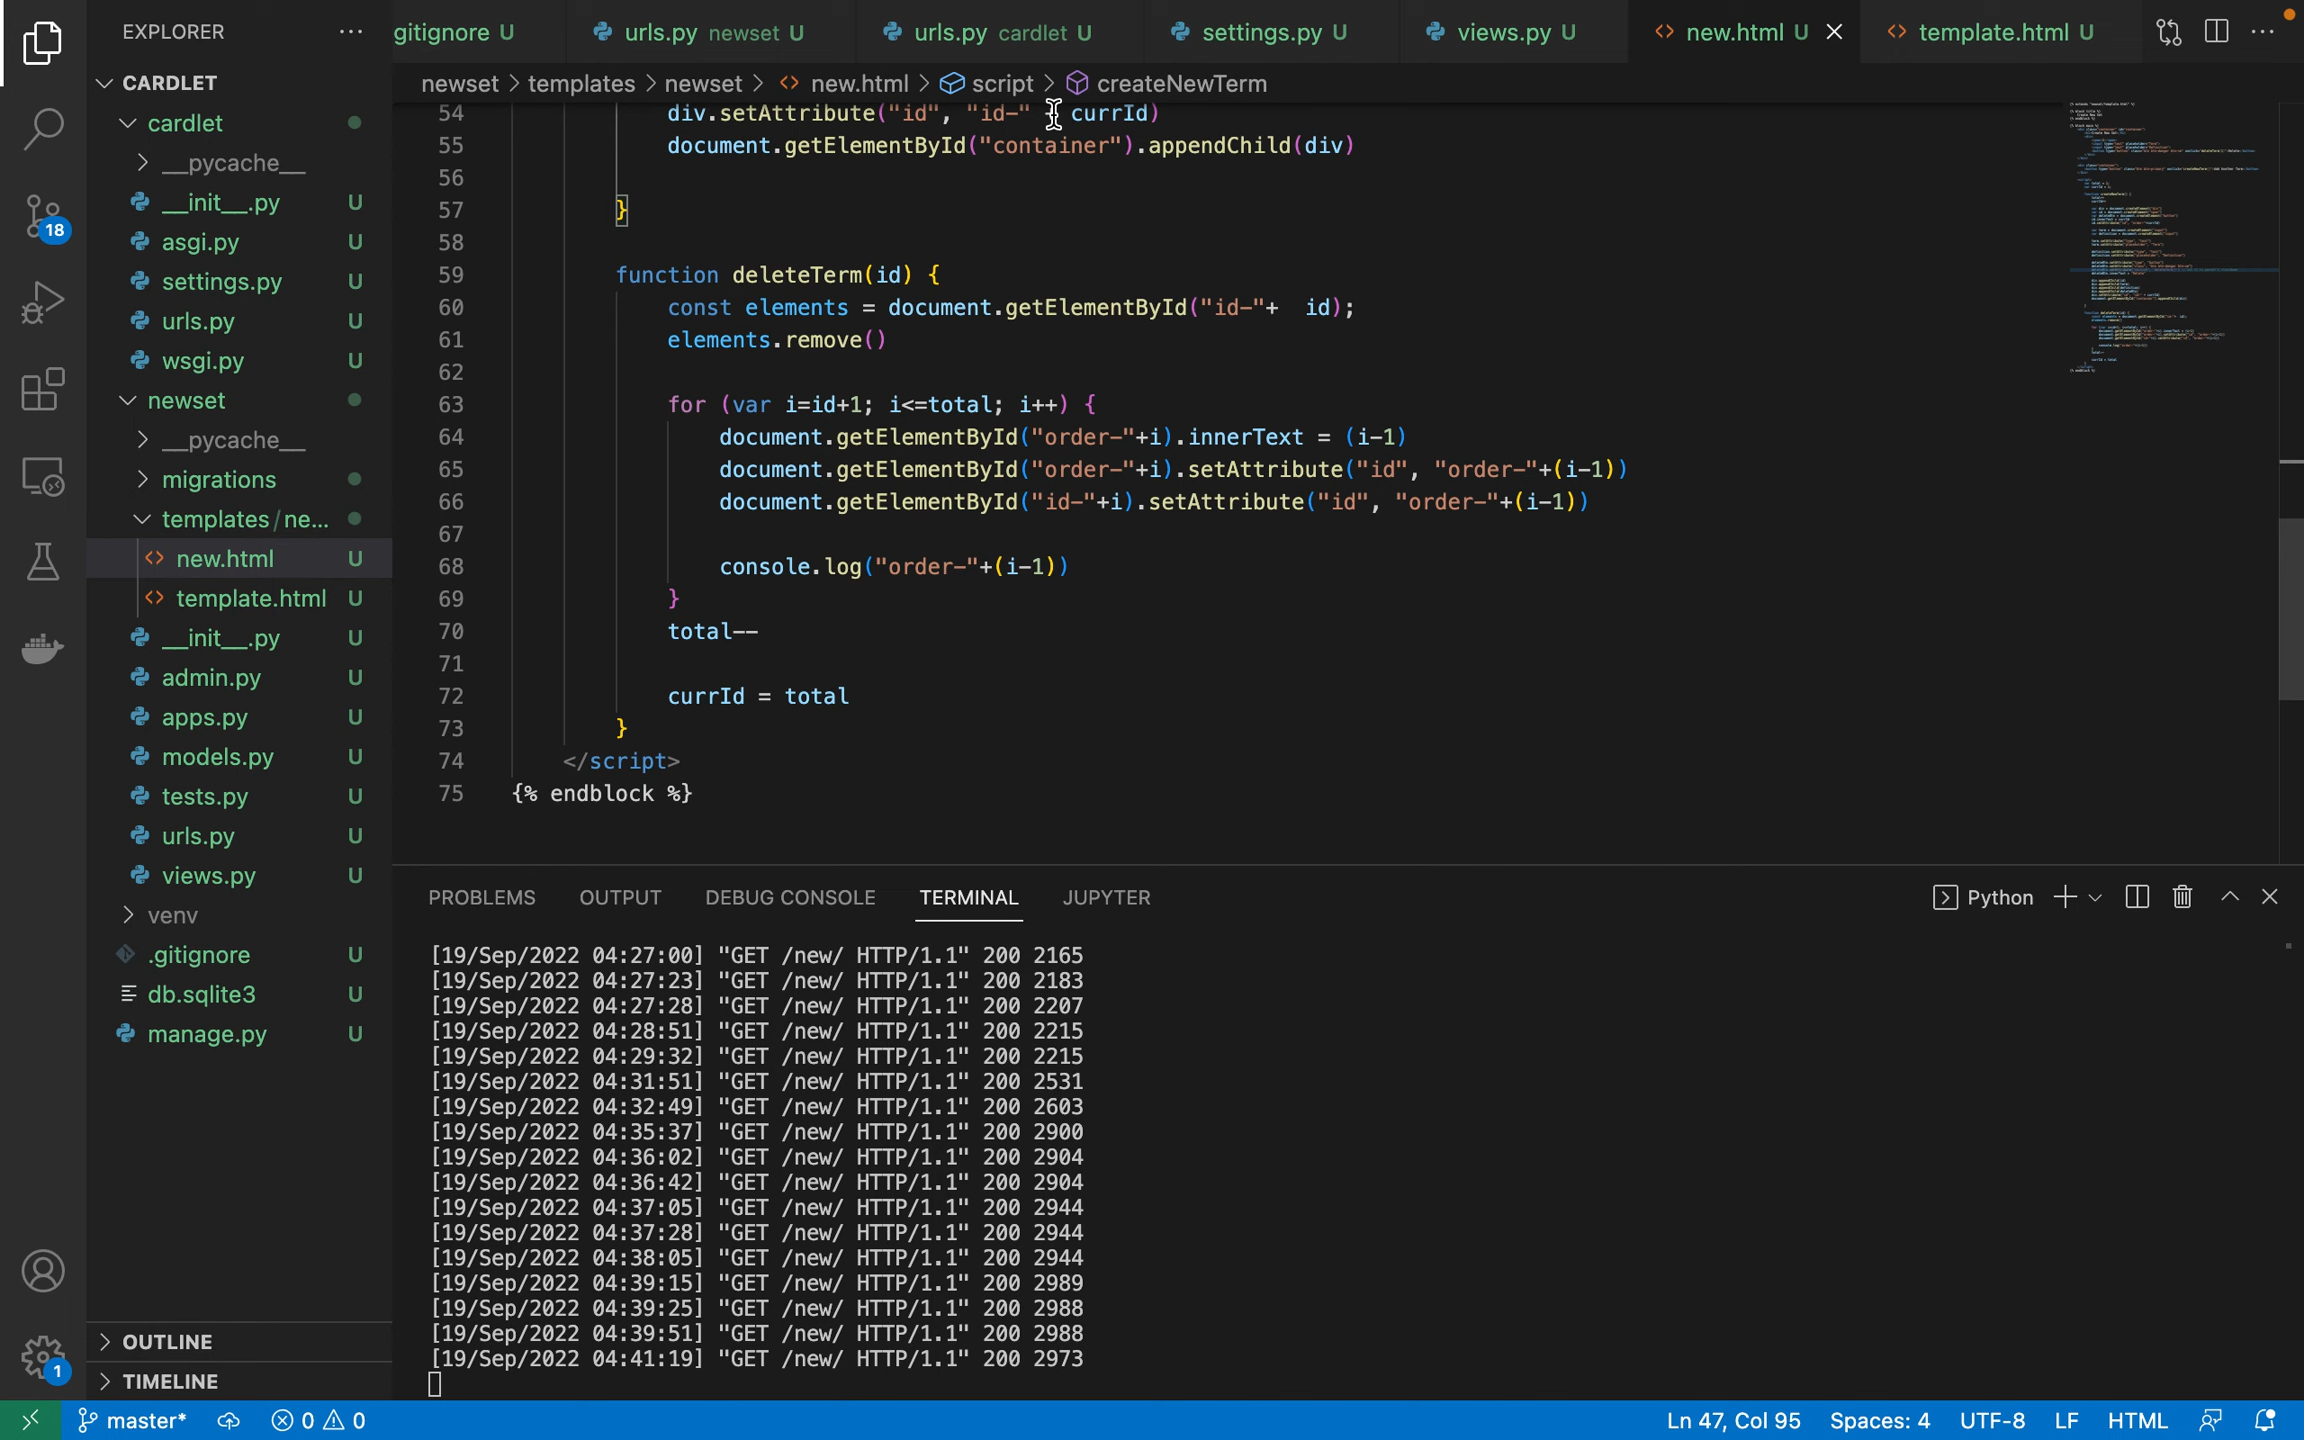 EXPLORER
gitignore U
urls.py newset U
urls.py cardlet U
settings.py U
views.py U
new.html U
template.html U
newset > templates > newset > new.html > script > createNewTerm
CARDLET
cardlet
__pycache__
__init__.py U
asgi.py U
settings.py U
urls.py U
wsgi.py U
newset
__pycache__
migrations
templates/ne...
new.html U
template.html U
__init__.py U
admin.py U
apps.py U
models.py U
tests.py U
urls.py U
views.py U
venv
.gitignore U
db.sqlite3 U
manage.py U
OUTLINE
TIMELINE
18
1
54 div.setAttribute("id", "id-" + currId)
55 document.getElementById("container").appendChild(div)
56
57 }
58
59 function deleteTerm(id) {
60 const elements = document.getElementById("id-"+  id);
61 elements.remove()
62
63 for (var i=id+1; i<=total; i++) {
64 document.getElementById("order-"+i).innerText = (i-1)
65 document.getElementById("order-"+i).setAttribute("id", "order-"+(i-1))
66 document.getElementById("id-"+i).setAttribute("id", "order-"+(i-1))
67
68 console.log("order-"+(i-1))
69 }
70 total--
71
72 currId = total
73 }
74 </script>
75 {% endblock %}
PROBLEMS OUTPUT DEBUG CONSOLE TERMINAL JUPYTER
Python
[19/Sep/2022 04:27:00] "GET /new/ HTTP/1.1" 200 2165
[19/Sep/2022 04:27:23] "GET /new/ HTTP/1.1" 200 2183
[19/Sep/2022 04:27:28] "GET /new/ HTTP/1.1" 200 2207
[19/Sep/2022 04:28:51] "GET /new/ HTTP/1.1" 200 2215
[19/Sep/2022 04:29:32] "GET /new/ HTTP/1.1" 200 2215
[19/Sep/2022 04:31:51] "GET /new/ HTTP/1.1" 200 2531
[19/Sep/2022 04:32:49] "GET /new/ HTTP/1.1" 200 2603
[19/Sep/2022 04:35:37] "GET /new/ HTTP/1.1" 200 2900
[19/Sep/2022 04:36:02] "GET /new/ HTTP/1.1" 200 2904
[19/Sep/2022 04:36:42] "GET /new/ HTTP/1.1" 200 2904
[19/Sep/2022 04:37:05] "GET /new/ HTTP/1.1" 200 2944
[19/Sep/2022 04:37:28] "GET /new/ HTTP/1.1" 200 2944
[19/Sep/2022 04:38:05] "GET /new/ HTTP/1.1" 200 2944
[19/Sep/2022 04:39:15] "GET /new/ HTTP/1.1" 200 2989
[19/Sep/2022 04:39:25] "GET /new/ HTTP/1.1" 200 2988
[19/Sep/2022 04:39:51] "GET /new/ HTTP/1.1" 200 2988
[19/Sep/2022 04:41:19] "GET /new/ HTTP/1.1" 200 2973
master* 0 0 Ln 47, Col 95 Spaces: 4 UTF-8 LF HTML